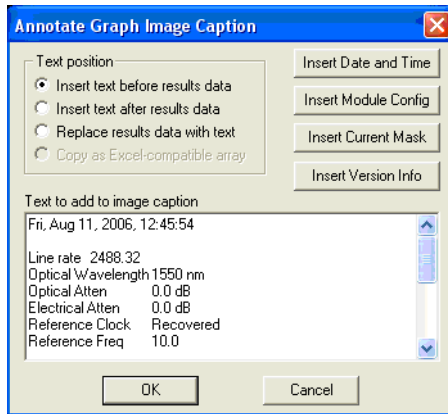 Annotate Graph Image Caption
Text position
Insert text before results data
Insert text after results data
Replace results data with text
Copy as Excel-compatible array
Insert Date and Time
Insert Module Config
Insert Current Mask
Insert Version Info
Text to add to image caption
Fri, Aug 11, 2006, 12:45:54
Line rate 2488.32
Optical Wavelength 1550 nm
Optical Atten 0.0 dB
Electrical Atten 0.0 dB
Reference Clock Recovered
Reference Freq 10.0
OK
Cancel